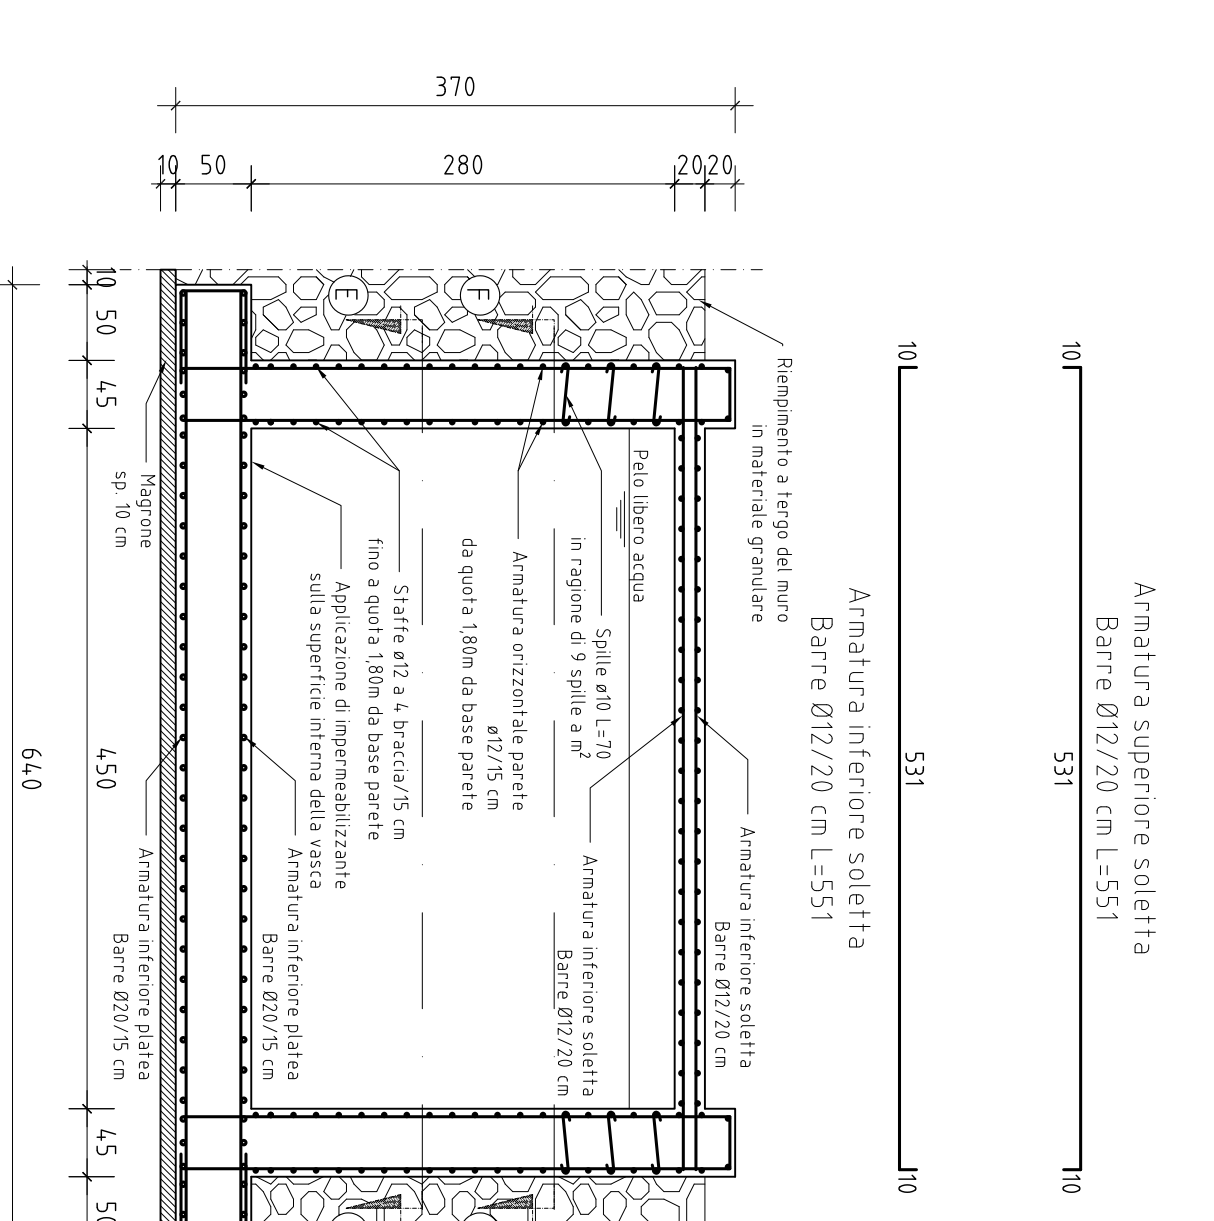 370
10 50 280 20 20
Armatura superiore soletta
Barre Ø12/20 cm L=551
10
531
10
Armatura inferiore soletta
Barre Ø12/20 cm L=551
10
531
10
Riempimento a tergo del muro
in materiale granulare
Armatura inferiore soletta
Barre Ø12/20 cm
Pelo libero acqua
Spille ø10 L=70
in ragione di 9 spille a m²
Armatura inferiore soletta
Barre Ø12/20 cm
Armatura orizzontale parete
ø12/15 cm
da quota 1,80m da base parete
Staffe ø12 a 4 braccia/15 cm
fino a quota 1,80m da base parete
Applicazione di impermeabilizzante
sulla superficie interna della vasca
Armatura inferiore platea
Barre Ø20/15 cm
Magrone
sp. 10 cm
Armatura inferiore platea
Barre Ø20/15 cm
F
E
10 50 45 450 45 50
640